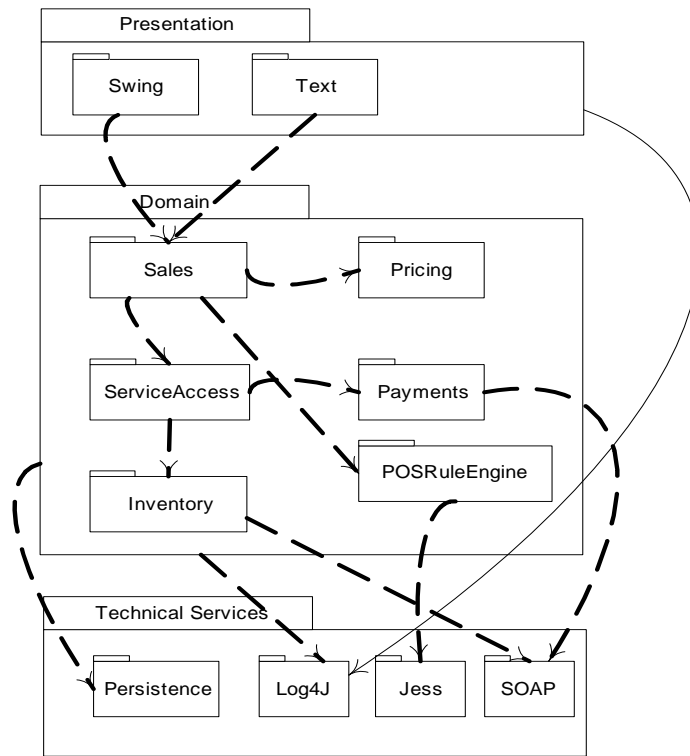 Presentation
Swing
Text
Domain
Sales
Pricing
ServiceAccess
Payments
POSRuleEngine
Inventory
Technical Services
Persistence
Log4J
Jess
SOAP